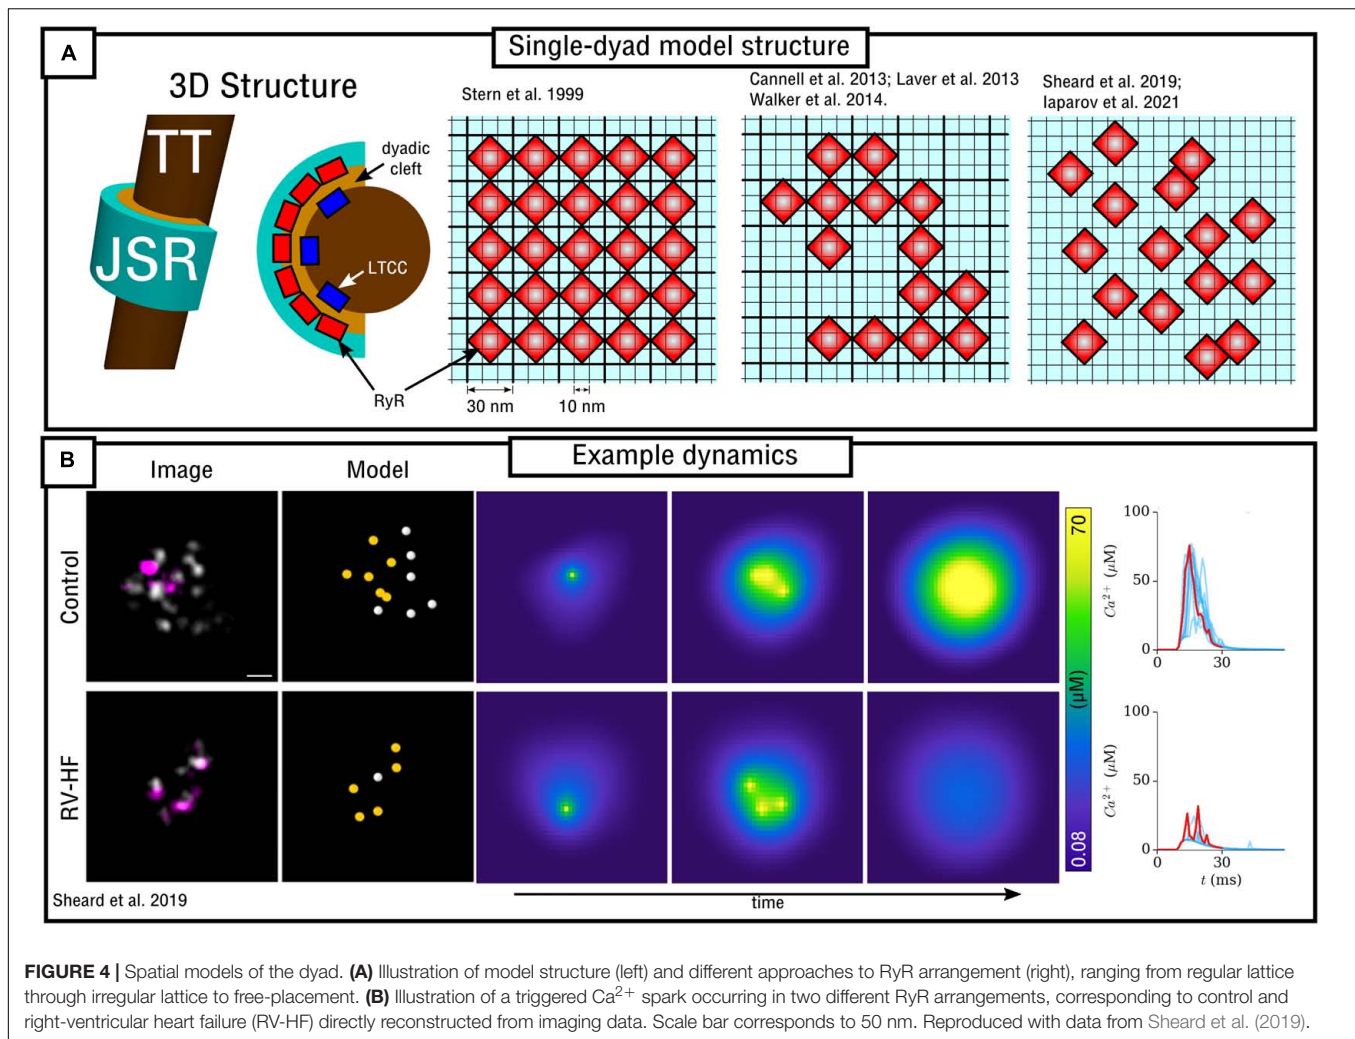 A
Single-dyad model structure
3D Structure
TT
JSR
dyadic
cleft
LTCC
RyR
Stern et al. 1999
30 nm
10 nm
Cannell et al. 2013; Laver et al. 2013
Walker et al. 2014.
Sheard et al. 2019;
Iaparov et al. 2021
B
Example dynamics
Image
Model
Control
RV-HF
70
(μM)
0.08
100
50
0
Ca²⁺ (μM)
0
30
100
50
0
Ca²⁺ (μM)
0
30
t (ms)
Sheard et al. 2019
time
FIGURE 4 | Spatial models of the dyad. (A) Illustration of model structure (left) and different approaches to RyR arrangement (right), ranging from regular lattice
through irregular lattice to free-placement. (B) Illustration of a triggered Ca²⁺ spark occurring in two different RyR arrangements, corresponding to control and
right-ventricular heart failure (RV-HF) directly reconstructed from imaging data. Scale bar corresponds to 50 nm. Reproduced with data from Sheard et al. (2019).